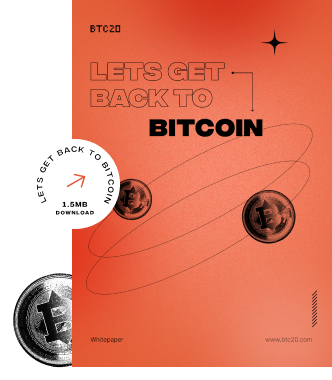 BTC20
LETS GET
BACK TO
BITCOIN
LETS GET BACK TO BITCOIN
1.5MB
DOWNLOAD
Whitepaper
www.btc20.com